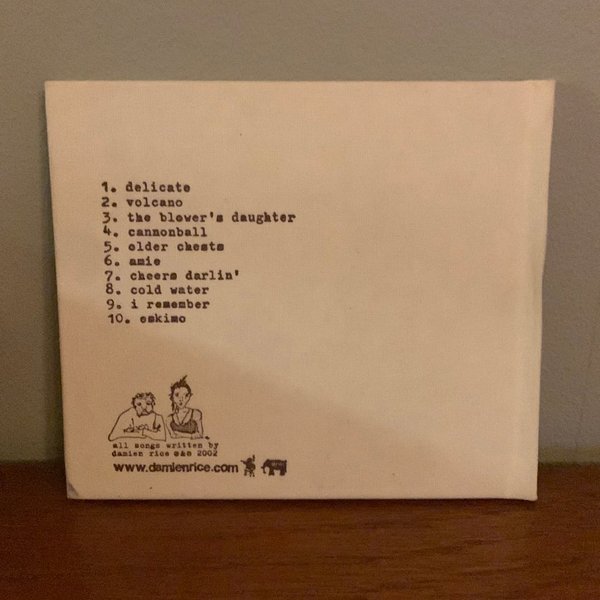 1. delicate
2. volcano
3. the blower's daughter
4. cannonball
5. older chests
6. amie
7. cheers darlin'
8. cold water
9. i remember
10. eskimo
all songs written by
damien rice ©&℗ 2002
www.damienrice.com